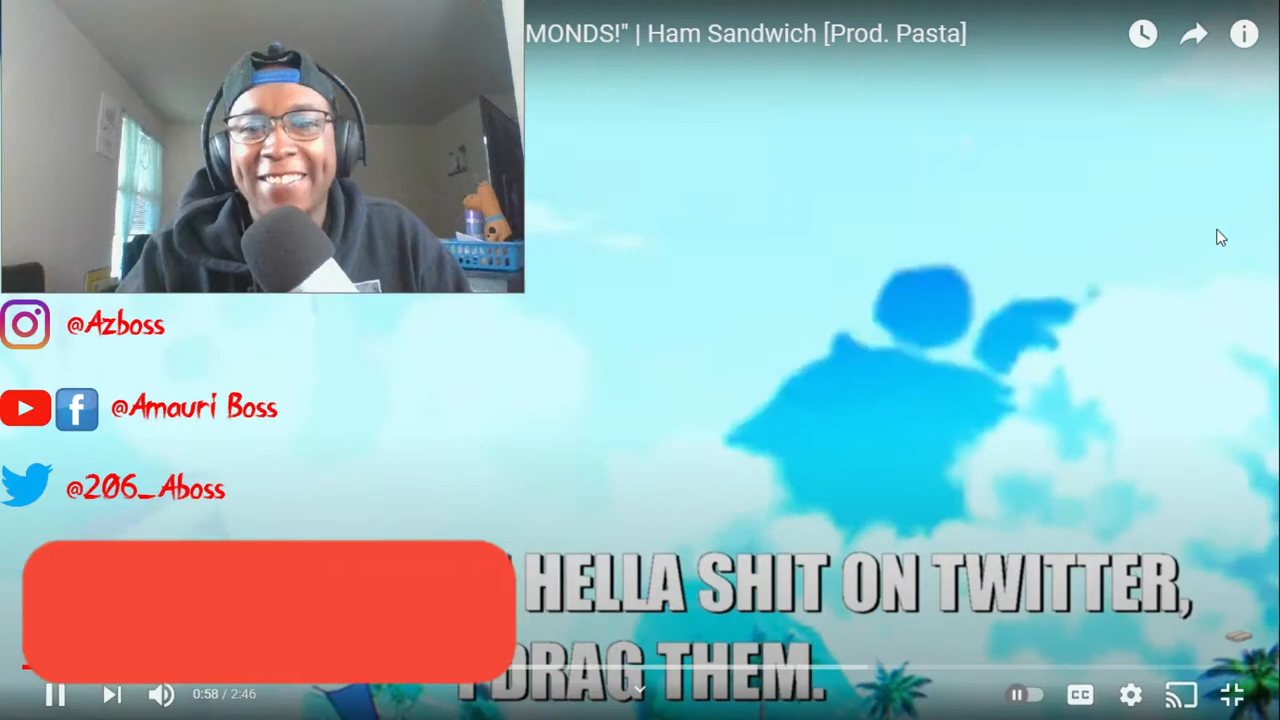 MONDS!" | Ham Sandwich [Prod. Pasta]
@Azboss
@Amauri Boss
@206_Aboss
HELLA SHIT ON TWITTER,
I DRAG THEM.
0:58 / 2:46
CC